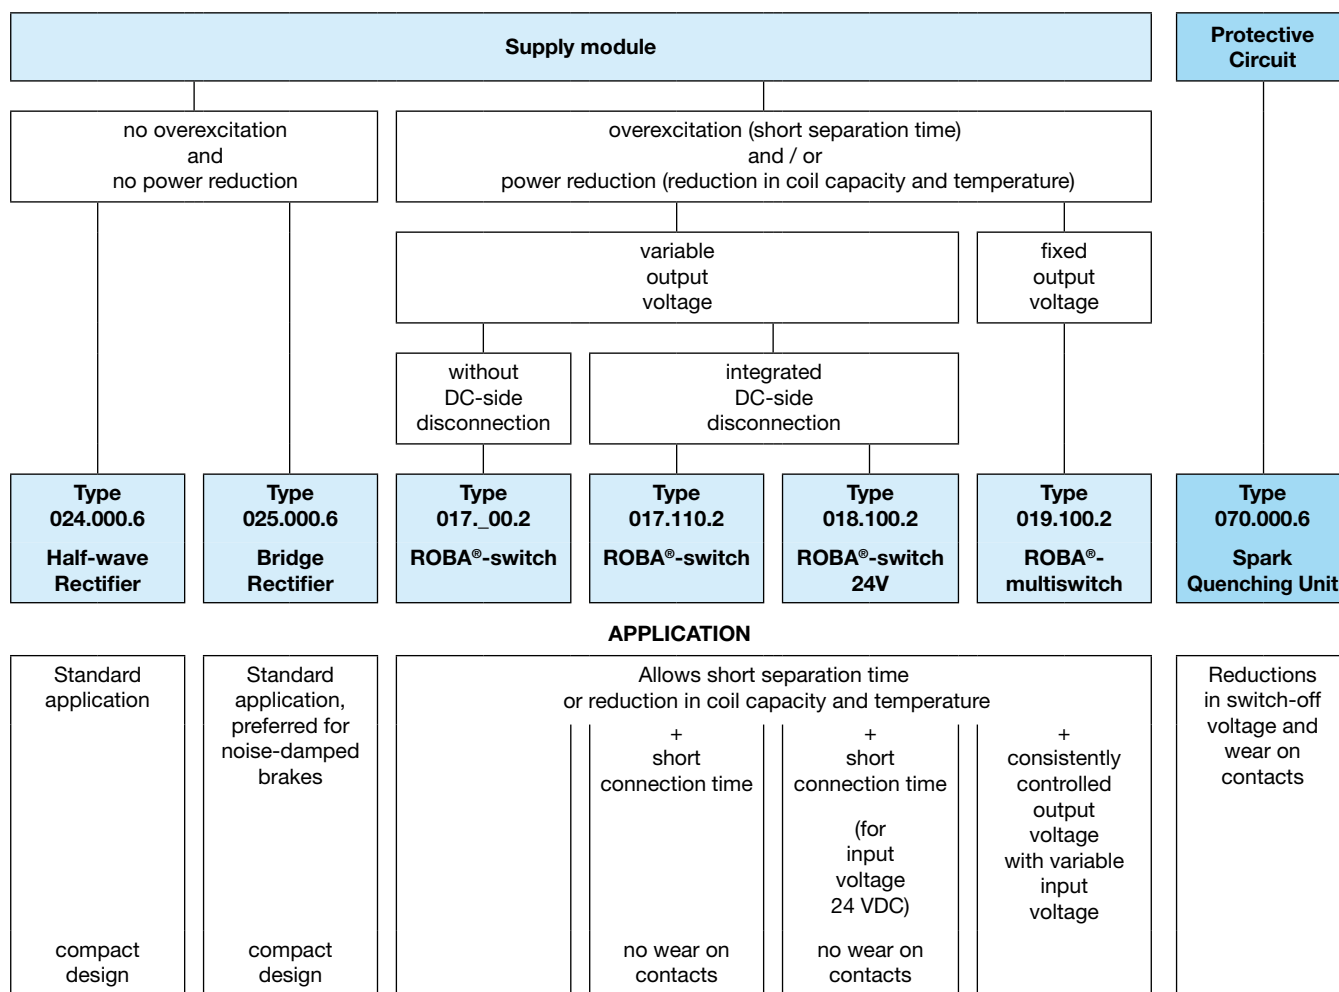 Supply module
Protective
Circuit
no overexcitation
and
no power reduction
overexcitation (short separation time)
and / or
power reduction (reduction in coil capacity and temperature)
variable
output
voltage
fixed
output
voltage
without
DC-side
disconnection
integrated
DC-side
disconnection
Type
024.000.6
Half-wave
Rectifier
Type
025.000.6
Bridge
Rectifier
Type
017._00.2
ROBA®-switch
Type
017.110.2
ROBA®-switch
Type
018.100.2
ROBA®-switch
24V
Type
019.100.2
ROBA®-
multiswitch
Type
070.000.6
Spark
Quenching Unit
APPLICATION
Standard
application
compact
design
Standard
application,
preferred for
noise-damped
brakes
compact
design
Allows short separation time
or reduction in coil capacity and temperature
+
short
connection time
no wear on
contacts
+
short
connection time
(for
input
voltage
24 VDC)
no wear on
contacts
+
consistently
controlled
output
voltage
with variable
input
voltage
Reductions
in switch-off
voltage and
wear on
contacts